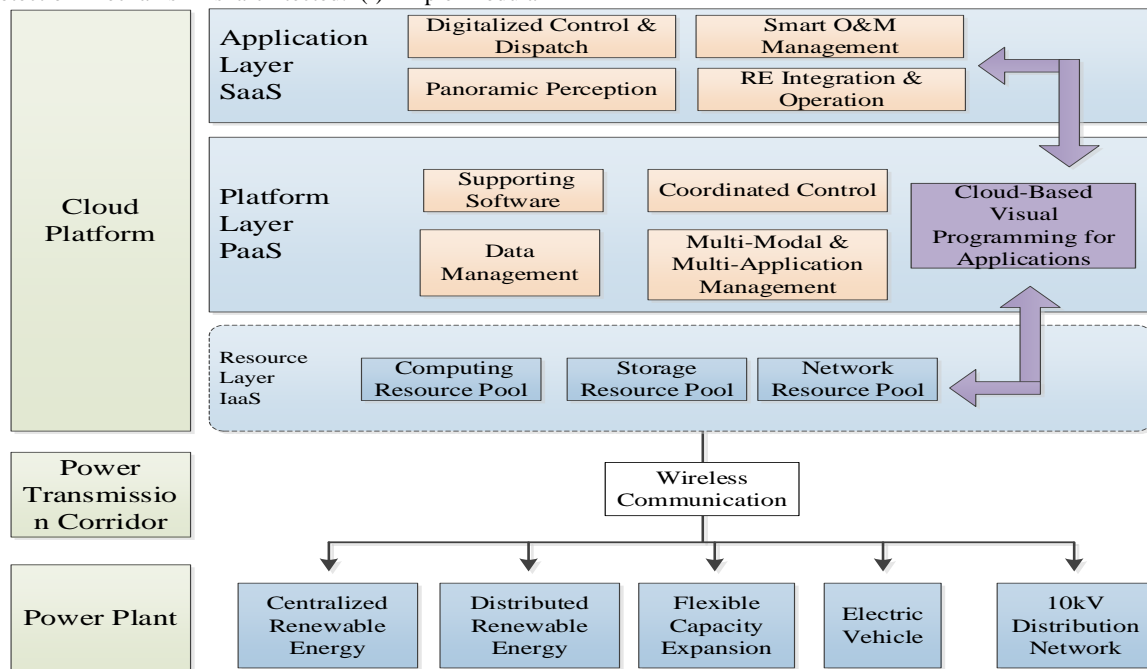 Application
Layer
SaaS
Digitalized Control &
Dispatch
Smart O&M
Management
Panoramic Perception
RE Integration &
Operation
Cloud
Platform
Platform
Layer
PaaS
Supporting
Software
Coordinated Control
Data
Management
Multi-Modal &
Multi-Application
Management
Cloud-Based
Visual
Programming for
Applications
Resource
Layer
IaaS
Computing
Resource Pool
Storage
Resource Pool
Network
Resource Pool
Power
Transmissio
n Corridor
Wireless
Communication
Power Plant
Centralized
Renewable
Energy
Distributed
Renewable
Energy
Flexible
Capacity
Expansion
Electric
Vehicle
10kV
Distribution
Network